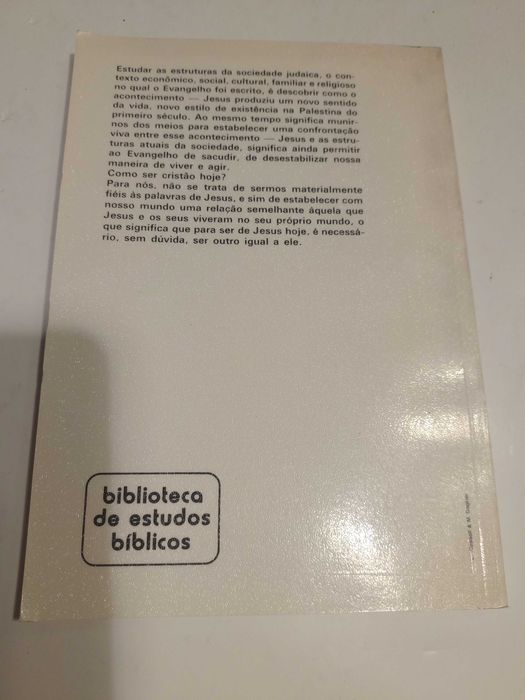 Estudar as estruturas da sociedade judaica, o con-
texto econômico, social, cultural, familiar e religioso
no qual o Evangelho foi escrito, é descobrir como o
acontecimento — Jesus produziu um novo sentido
da vida, novo estilo de existência na Palestina do
primeiro século. Ao mesmo tempo significa munir-
nos dos meios para estabelecer uma confrontação
viva entre esse acontecimento — Jesus e as estru-
turas atuais da sociedade, significa ainda permitir
ao Evangelho de sacudir, de desestabilizar nossa
maneira de viver e agir.
Como ser cristão hoje?
Para nós, não se trata de sermos materialmente
fiéis às palavras de Jesus, e sim de estabelecer com
nosso mundo uma relação semelhante àquela que
Jesus e os seus viveram no seu próprio mundo, o
que significa que para ser de Jesus hoje, é necessá-
rio, sem dúvida, ser outro igual a ele.
biblioteca
de estudos
bíblicos
& M.